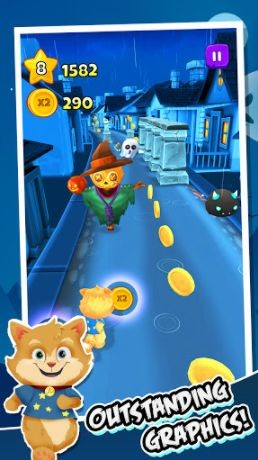 8 1582
X2 290
X2
OUTSTANDING
GRAPHICS!